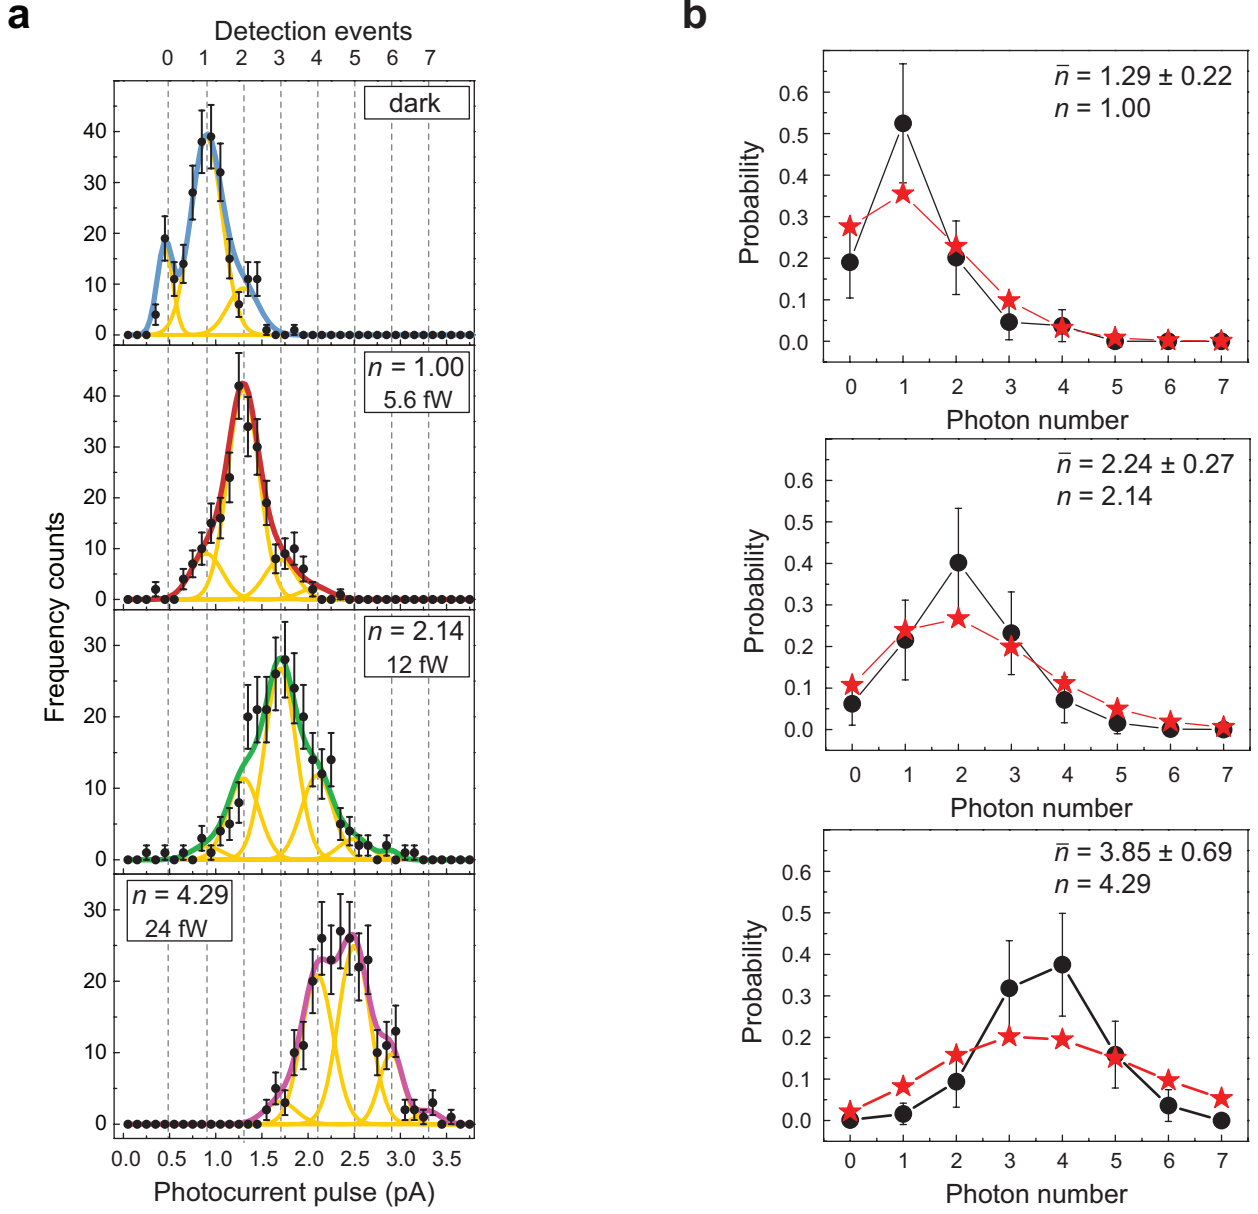 a
Detection events
0 1 2 3 4 5 6 7
dark
40
30
20
10
0
n = 1.00
5.6 fW
40
30
20
10
0
n = 2.14
12 fW
30
20
10
0
n = 4.29
24 fW
30
20
10
0
Frequency counts
0.0 0.5 1.0 1.5 2.0 2.5 3.0 3.5
Photocurrent pulse (pA)
b
n̄ = 1.29 ± 0.22
n = 1.00
0.6
0.5
0.4
0.3
0.2
0.1
0.0
Probability
0 1 2 3 4 5 6 7
Photon number
n̄ = 2.24 ± 0.27
n = 2.14
0.6
0.5
0.4
0.3
0.2
0.1
0.0
Probability
0 1 2 3 4 5 6 7
Photon number
n̄ = 3.85 ± 0.69
n = 4.29
0.6
0.5
0.4
0.3
0.2
0.1
0.0
Probability
0 1 2 3 4 5 6 7
Photon number